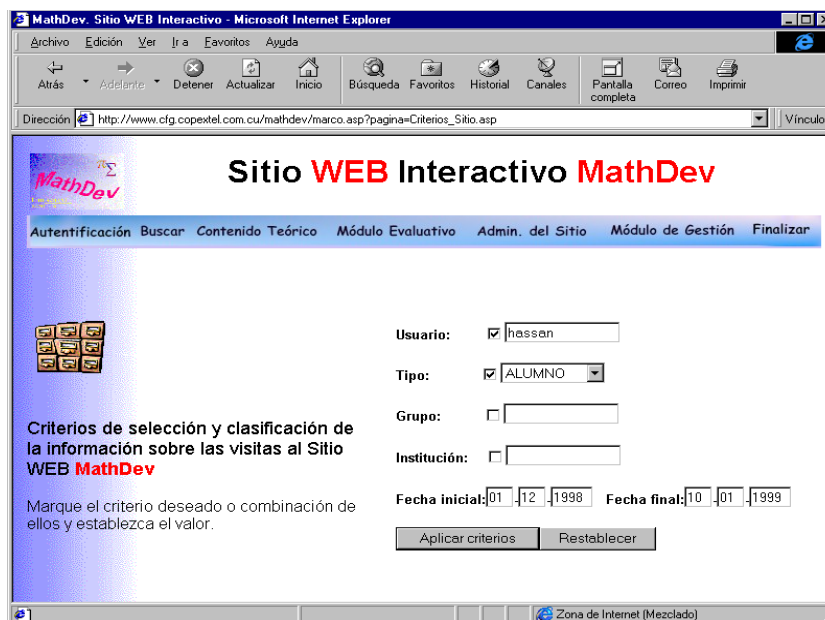 MathDev. Sitio WEB Interactivo - Microsoft Internet Explorer
Archivo Edición Ver Ir a Favoritos Ayuda
Atrás Adelante Detener Actualizar Inicio Búsqueda Favoritos Historial Canales Pantalla completa Correo Imprimir
Dirección http://www.cfg.copextel.com.cu/mathdev/marco.asp?pagina=Criterios_Sitio.asp Vínculo
πΣ
MathDev
Sitio WEB Interactivo MathDev
Autentificación Buscar Contenido Teórico Módulo Evaluativo Admin. del Sitio Módulo de Gestión Finalizar
Usuario: hassan
Tipo: ALUMNO
Grupo:
Institución:
Criterios de selección y clasificación de
la información sobre las visitas al Sitio
WEB MathDev
Marque el criterio deseado o combinación de
ellos y establezca el valor.
Fecha inicial: 01 - 12 - 1998 Fecha final: 10 - 01 - 1999
Aplicar criterios Restablecer
Zona de Internet (Mezclado)